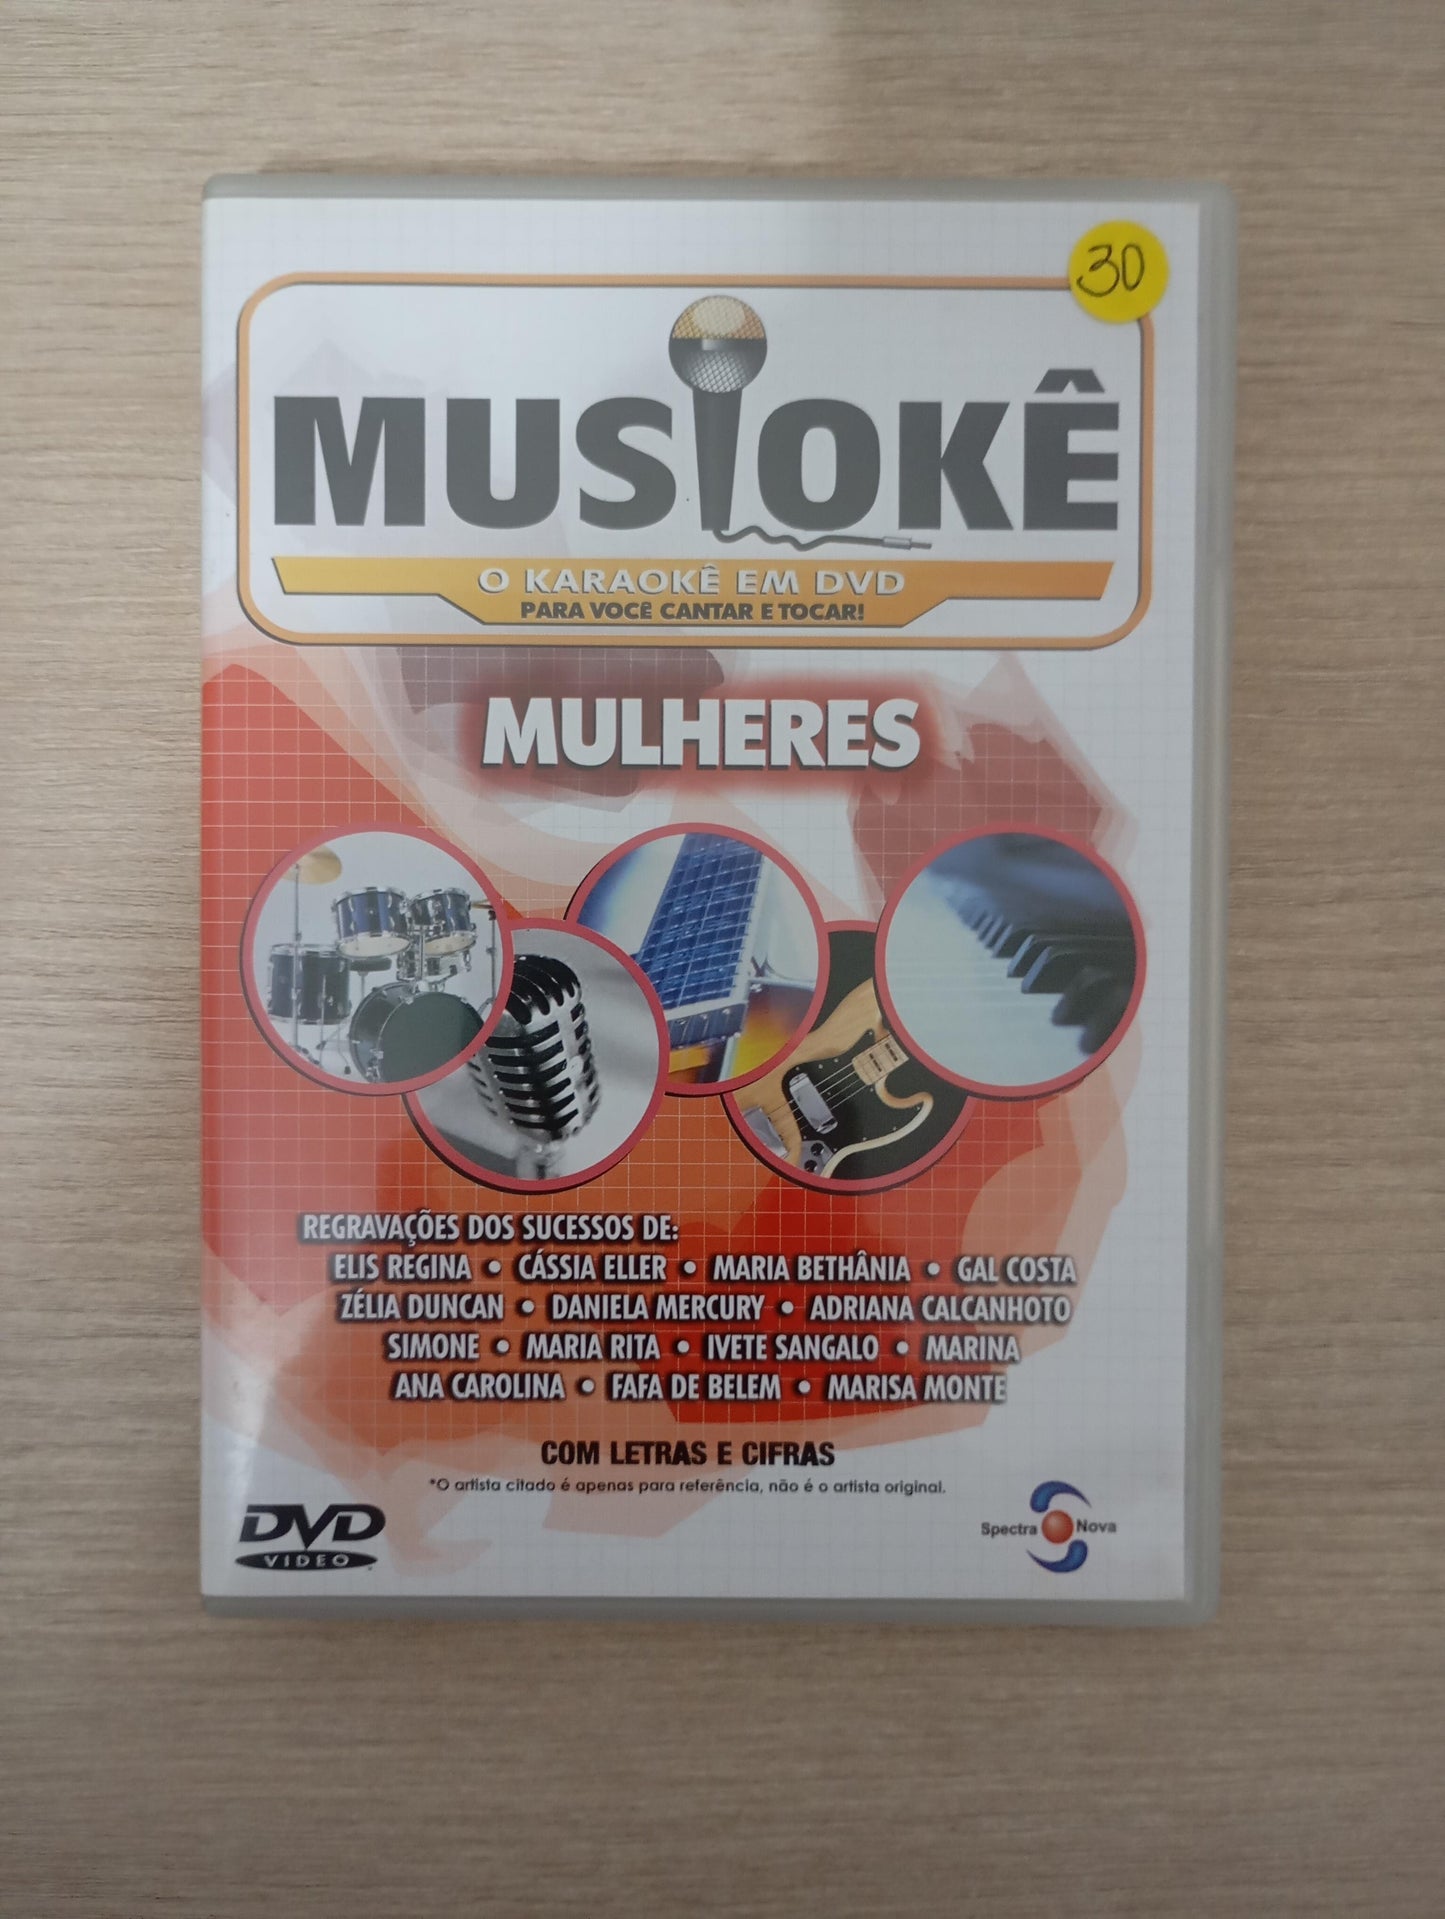 30
MUSIOKÊ
O KARAOKÊ EM DVD
PARA VOCÊ CANTAR E TOCAR!
MULHERES
REGRAVAÇÕES DOS SUCESSOS DE:
ELIS REGINA • CÁSSIA ELLER • MARIA BETHÂNIA • GAL COSTA
ZÉLIA DUNCAN • DANIELA MERCURY • ADRIANA CALCANHOTO
SIMONE • MARIA RITA • IVETE SANGALO • MARINA
ANA CAROLINA • FAFA DE BELEM • MARISA MONTE
COM LETRAS E CIFRAS
*O artista citado é apenas para referência, não é o artista original.
DVD
VIDEO
Spectra Nova